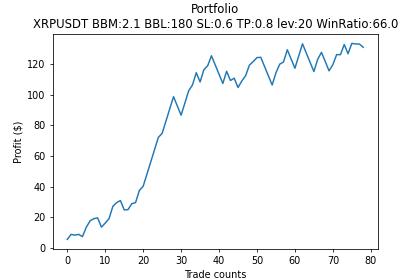 Portfolio
XRPUSDT BBM:2.1 BBL:180 SL:0.6 TP:0.8 lev:20 WinRatio:66.0
Profit ($)
120
100
80
60
40
20
0
0 10 20 30 40 50 60 70 80
Trade counts